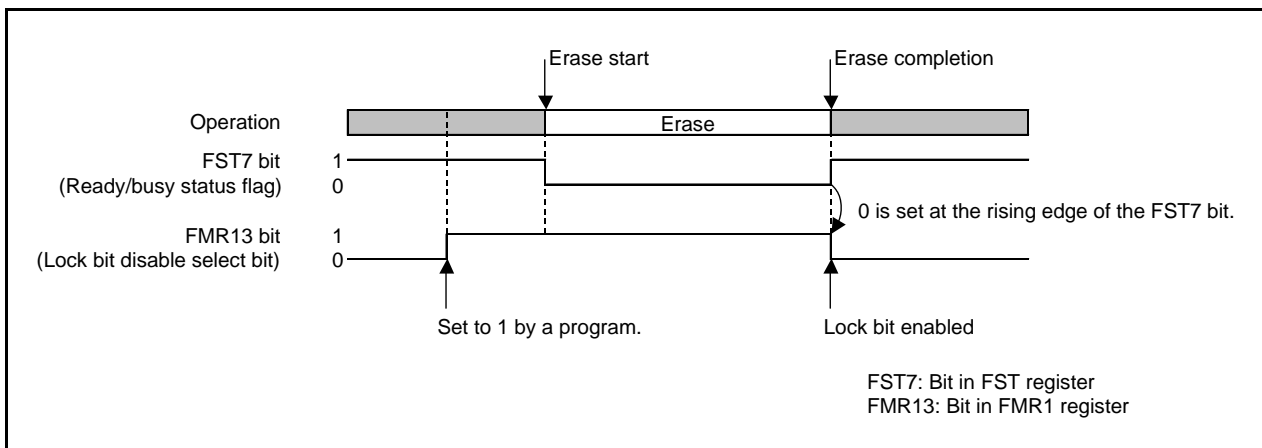 Erase start
Erase completion
Operation
Erase
FST7 bit
1
(Ready/busy status flag)
0
0 is set at the rising edge of the FST7 bit.
FMR13 bit
1
(Lock bit disable select bit)
0
Set to 1 by a program.
Lock bit enabled
FST7: Bit in FST register
FMR13: Bit in FMR1 register